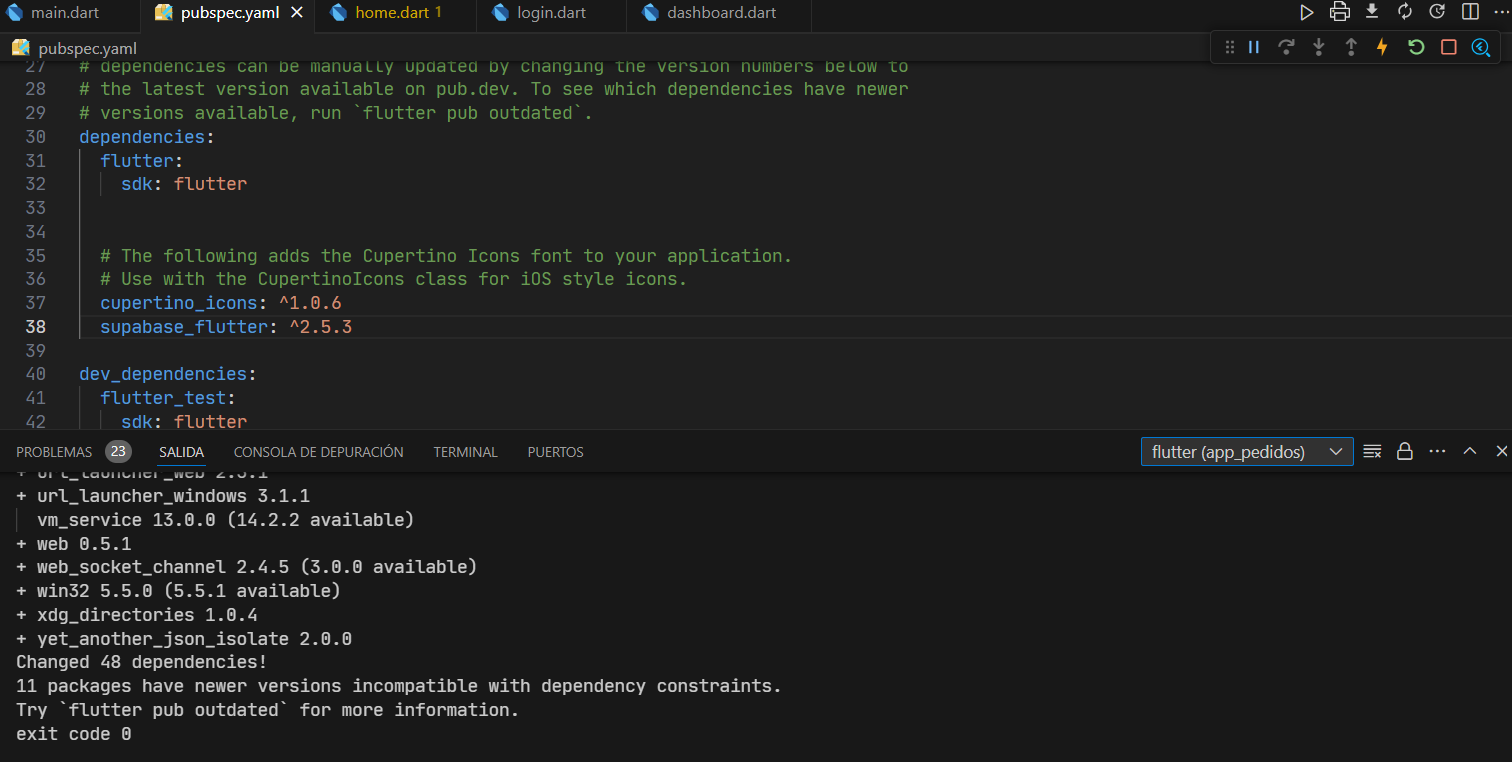 main.dart
pubspec.yaml
home.dart 1
login.dart
dashboard.dart
pubspec.yaml
27 # dependencies can be manually updated by changing the version numbers below to
28 # the latest version available on pub.dev. To see which dependencies have newer
29 # versions available, run `flutter pub outdated`.
30 dependencies:
31 flutter:
32 sdk: flutter
33
34
35 # The following adds the Cupertino Icons font to your application.
36 # Use with the CupertinoIcons class for iOS style icons.
37 cupertino_icons: ^1.0.6
38 supabase_flutter: ^2.5.3
39
40 dev_dependencies:
41 flutter_test:
42 sdk: flutter
PROBLEMAS 23 SALIDA CONSOLA DE DEPURACIÓN TERMINAL PUERTOS flutter (app_pedidos)
+ url_launcher_web 2.3.1
+ url_launcher_windows 3.1.1
vm_service 13.0.0 (14.2.2 available)
+ web 0.5.1
+ web_socket_channel 2.4.5 (3.0.0 available)
+ win32 5.5.0 (5.5.1 available)
+ xdg_directories 1.0.4
+ yet_another_json_isolate 2.0.0
Changed 48 dependencies!
11 packages have newer versions incompatible with dependency constraints.
Try `flutter pub outdated` for more information.
exit code 0